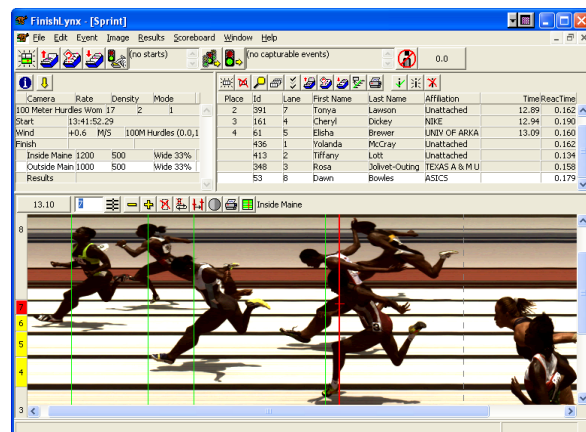 FinishLynx - [Sprint]
File Edit Event Image Results Scoreboard Window Help
(no starts) (no capturable events) 0.0
Camera Rate Density Mode
100 Meter Hurdles Wom 17 2 1
Start 13:41:52.29
Wind +0.6 M/S 100M Hurdles (0.0,1
Finish
Inside Maine 1200 500 Wide 33%
Outside Main 1000 500 Wide 33%
Results
Place Id Lane First Name Last Name Affiliation Time ReacTime
2 391 7 Tonya Lawson Unattached 12.89 0.162
3 161 4 Cheryl Dickey NIKE 12.94 0.190
4 61 5 Elisha Brewer UNIV OF ARKA 13.09 0.160
436 1 Yolanda McCray Unattached 0.162
413 2 Tiffany Lott Unattached 0.134
348 3 Rosa Jolivet-Outing TEXAS A & M U 0.158
53 8 Dawn Bowles ASICS 0.179
13.10 7 Inside Maine
8
7
6
5
4
3